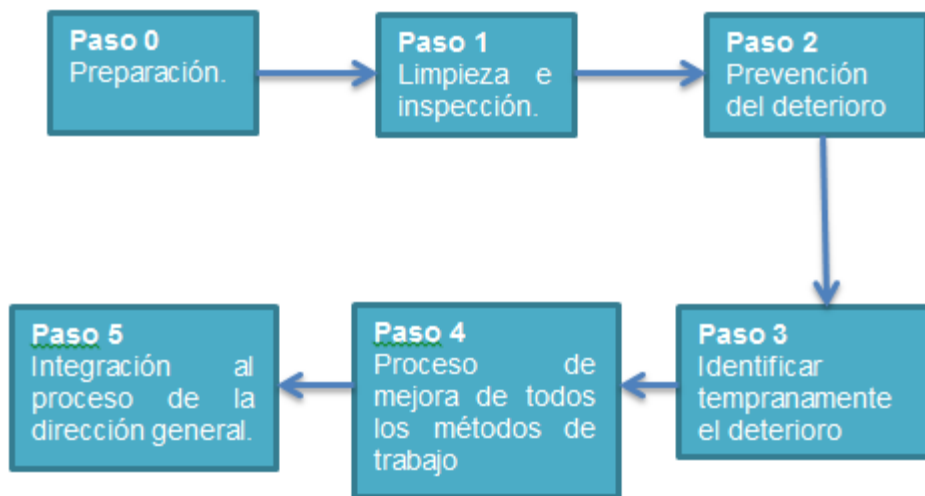 Paso 0
Preparación.
Paso 1
Limpieza e
inspección.
Paso 2
Prevención
del deterioro
Paso 3
Identificar
tempranamente
el deterioro
Paso 4
Proceso de
mejora de todos
los métodos de
trabajo
Paso 5
Integración al
proceso de la
dirección general.